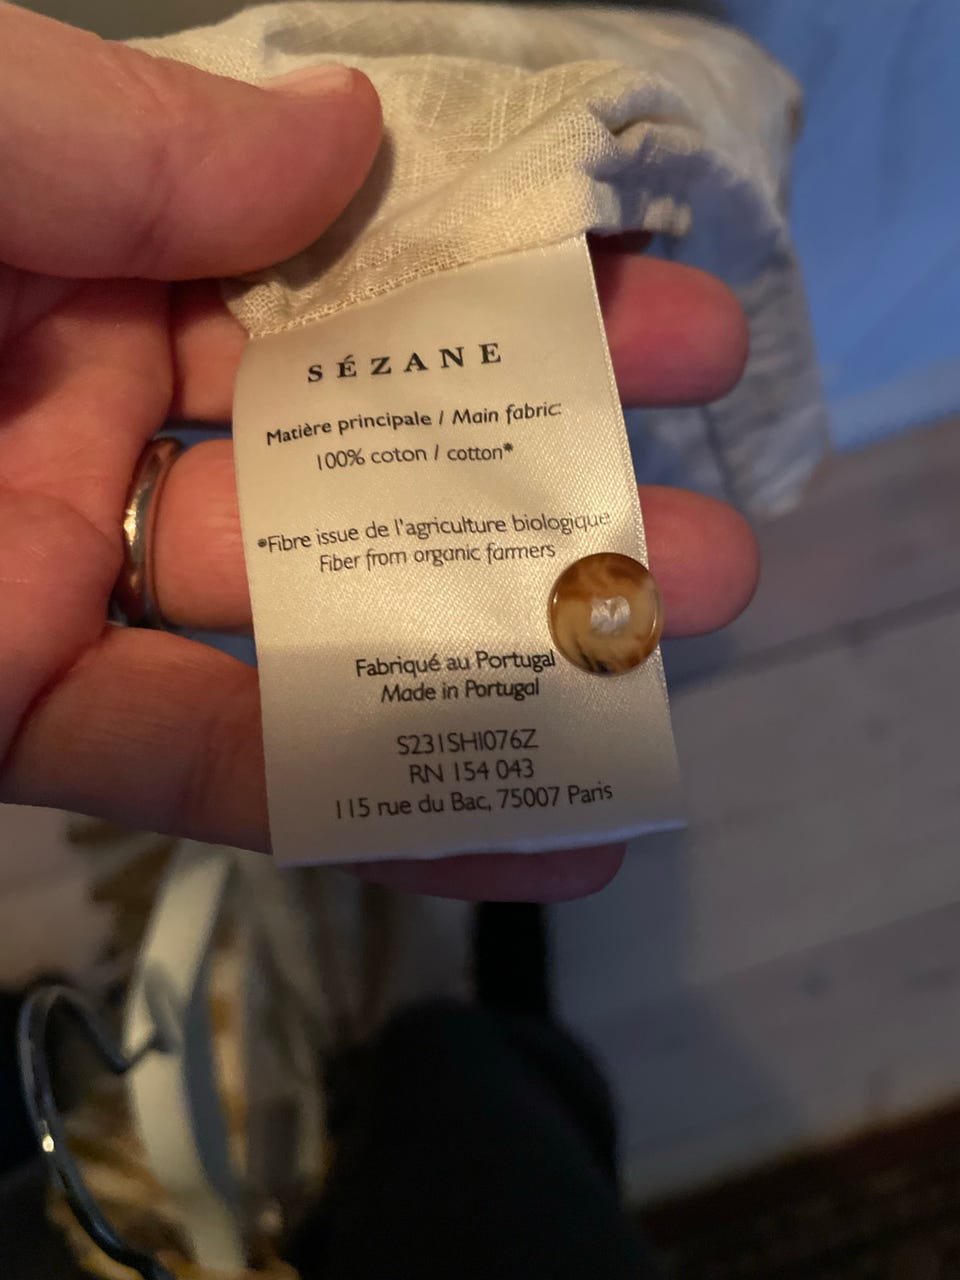 SÉZANE
Matière principale / Main fabric:
100% coton / cotton*
*Fibre issue de l'agriculture biologique
Fiber from organic farmers
Fabriqué au Portugal
Made in Portugal
S231SHI076Z
RN 154 043
115 rue du Bac, 75007 Paris